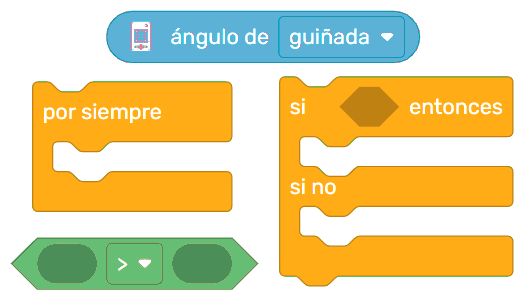 ángulo de guiñada
por siempre
si entonces
si no
>